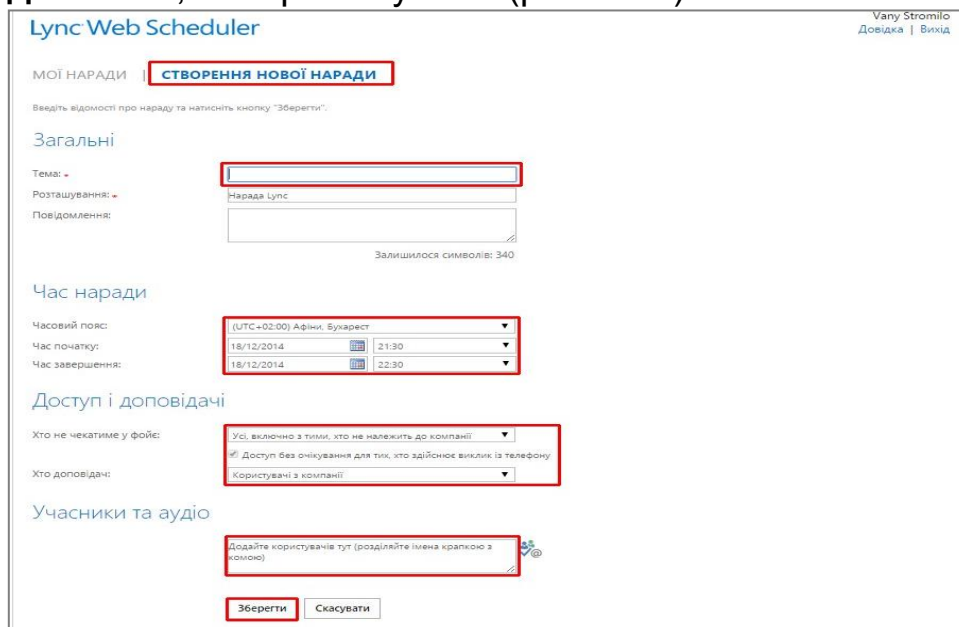 Lync Web Scheduler
Vany Stromilo
Довідка | Вихід
МОЇ НАРАДИ | СТВОРЕННЯ НОВОЇ НАРАДИ
Введіть відомості про нараду та натисніть кнопку "Зберегти".
Загальні
Тема: *
Розташування: * Нарада Lync
Повідомлення:
Залишилося символів: 340
Час наради
Часовий пояс: (UTC+02:00) Афіни, Бухарест
Час початку: 18/12/2014 21:30
Час завершення: 18/12/2014 22:30
Доступ і доповідачі
Хто не чекатиме у фойє: Усі, включно з тими, хто не належить до компанії
Доступ без очікування для тих, хто здійснює виклик із телефону
Хто доповідач: Користувачі з компанії
Учасники та аудіо
Додайте користувачів тут (розділяйте імена крапкою з
комою)
Зберегти Скасувати